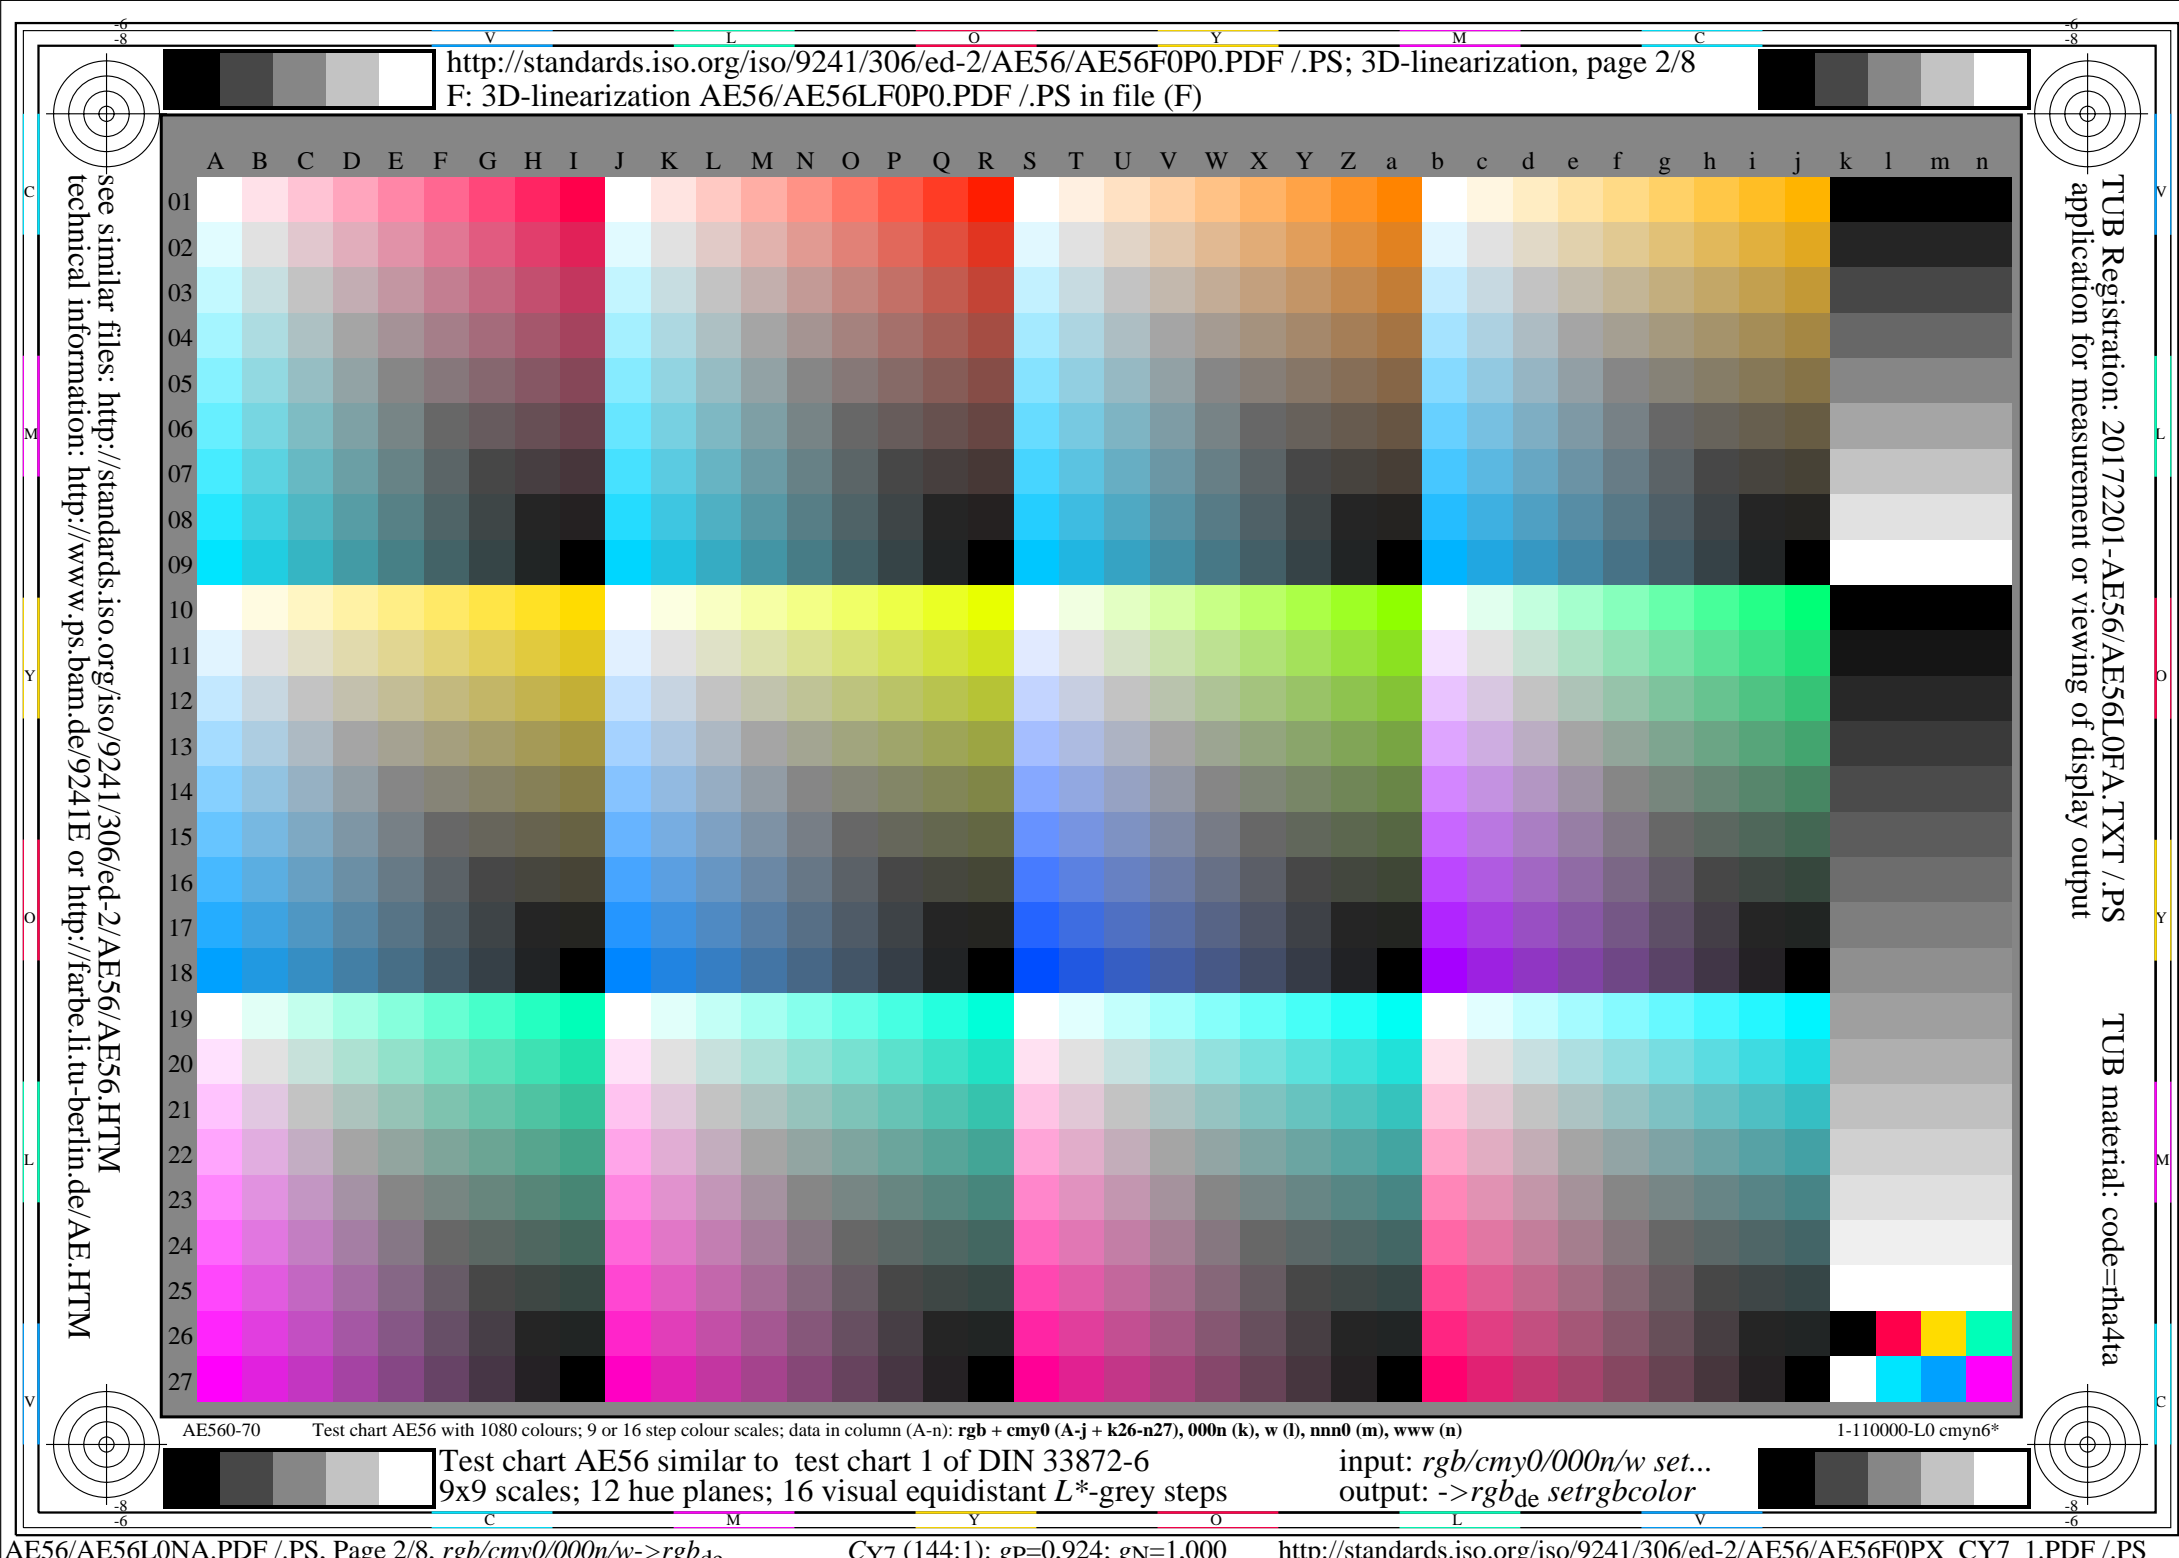 -6
-8
V L O Y M C
-6
-8
http://standards.iso.org/iso/9241/306/ed-2/AE56/AE56F0P0.PDF /.PS; 3D-linearization, page 2/8
F: 3D-linearization AE56/AE56LF0P0.PDF /.PS in file (F)
see similar files: http://standards.iso.org/iso/9241/306/ed-2/AE56/AE56.HTM
technical information: http://www.ps.bam.de/9241E or http://farbe.li.tu-berlin.de/AE.HTM
C
M
Y
O
L
V
A B C D E F G H I J K L M N O P Q R S T U V W X Y Z a b c d e f g h i j k l m n
01
02
03
04
05
06
07
08
09
10
11
12
13
14
15
16
17
18
19
20
21
22
23
24
25
26
27
TUB Registration: 20172201-AE56/AE56L0FA.TXT /.PS
application for measurement or viewing of display output
TUB material: code=rha4ta
V
L
O
Y
M
C
AE560-70
Test chart AE56 with 1080 colours; 9 or 16 step colour scales; data in column (A-n): rgb + cmy0 (A-j + k26-n27), 000n (k), w (l), nnn0 (m), www (n)
1-110000-L0 cmyn6*
Test chart AE56 similar to test chart 1 of DIN 33872-6
9x9 scales; 12 hue planes; 16 visual equidistant L*-grey steps
input: rgb/cmy0/000n/w set...
output: ->rgbde setrgbcolor
-8
-6
C M Y O L V
-8
-6
AE56/AE56L0NA.PDF /.PS, Page 2/8, rgb/cmy0/000n/w->rgbde
CY7 (144:1): gP=0.924; gN=1.000
http://standards.iso.org/iso/9241/306/ed-2/AE56/AE56F0PX_CY7_1.PDF /.PS